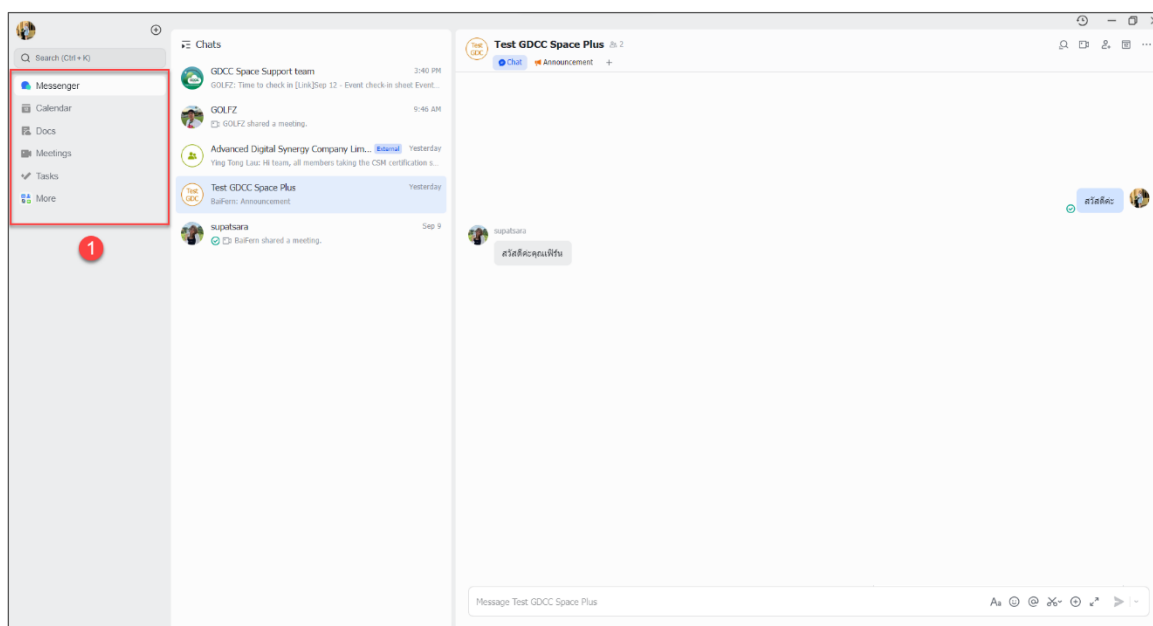 Search (Ctrl + K)
Messenger
Calendar
Docs
Meetings
Tasks
More
1
Chats
GDCC Space Support team 3:40 PM
GOLFZ: Time to check in [Link]Sep 12 - Event check-in sheet Event...
GOLFZ 9:46 AM
GOLFZ shared a meeting.
Advanced Digital Synergy Company Lim... External Yesterday
Ying Tong Lau: Hi team, all members taking the CSM certification s...
Test GDC
Test GDCC Space Plus Yesterday
BaiFern: Announcement
supatsara Sep 9
BaiFern shared a meeting.
Test GDC
Test GDCC Space Plus 2
Chat Announcement +
สวัสดีค่ะ
supatsara
สวัสดีค่ะคุณเฟิร์น
Message Test GDCC Space Plus
Aa